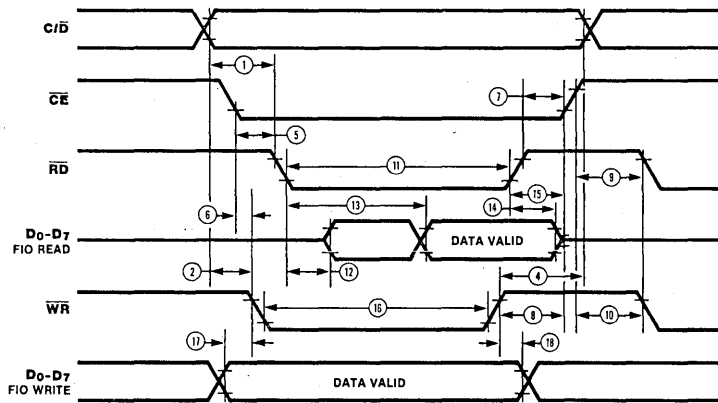 C/D̅
1
C̅E̅
7
5
R̅D̅
11
9
13
15
14
6
D0-D7
FIO READ
DATA VALID
2
12
4
W̅R̅
16
8
10
17
18
D0-D7
FIO WRITE
DATA VALID